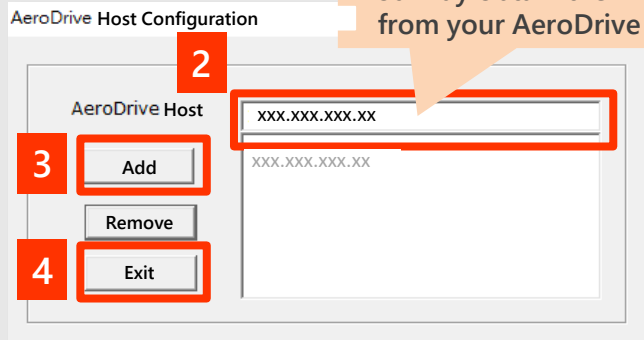 AeroDrive Host Configuration
from your AeroDrive
2
AeroDrive Host
xxx.xxx.xxx.xx
3
Add
xxx.xxx.xxx.xx
Remove
4
Exit